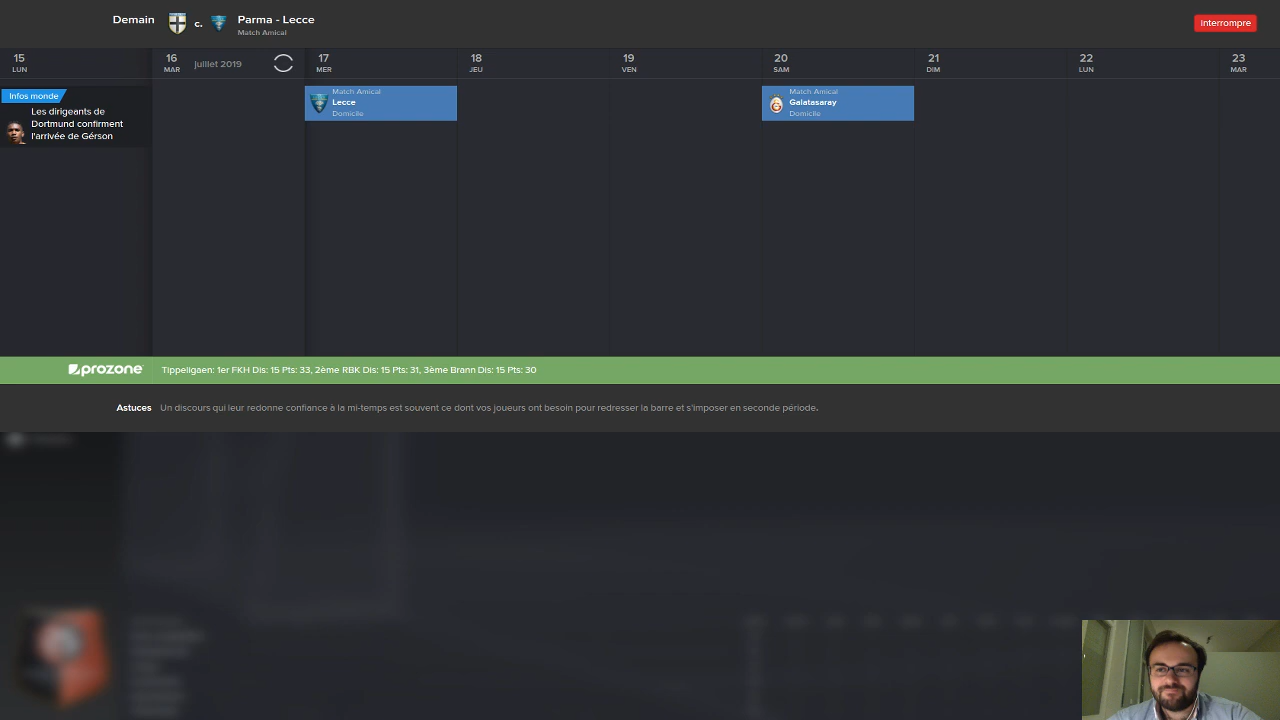 Demain
c.
Parma - Lecce
Match Amical
Interrompre
15
LUN
16
MAR
juillet 2019
17
MER
18
JEU
19
VEN
20
SAM
21
DIM
22
LUN
23
MAR
Infos monde
Les dirigeants de
Dortmund confirment
l'arrivée de Gérson
Match Amical
Lecce
Domicile
Match Amical
Galatasaray
Domicile
prozone
Tippeligaen: 1er FKH Dis: 15 Pts: 33, 2ème RBK Dis: 15 Pts: 31, 3ème Brann Dis: 15 Pts: 30
Astuces
Un discours qui leur redonne confiance à la mi-temps est souvent ce dont vos joueurs ont besoin pour redresser la barre et s'imposer en seconde période.